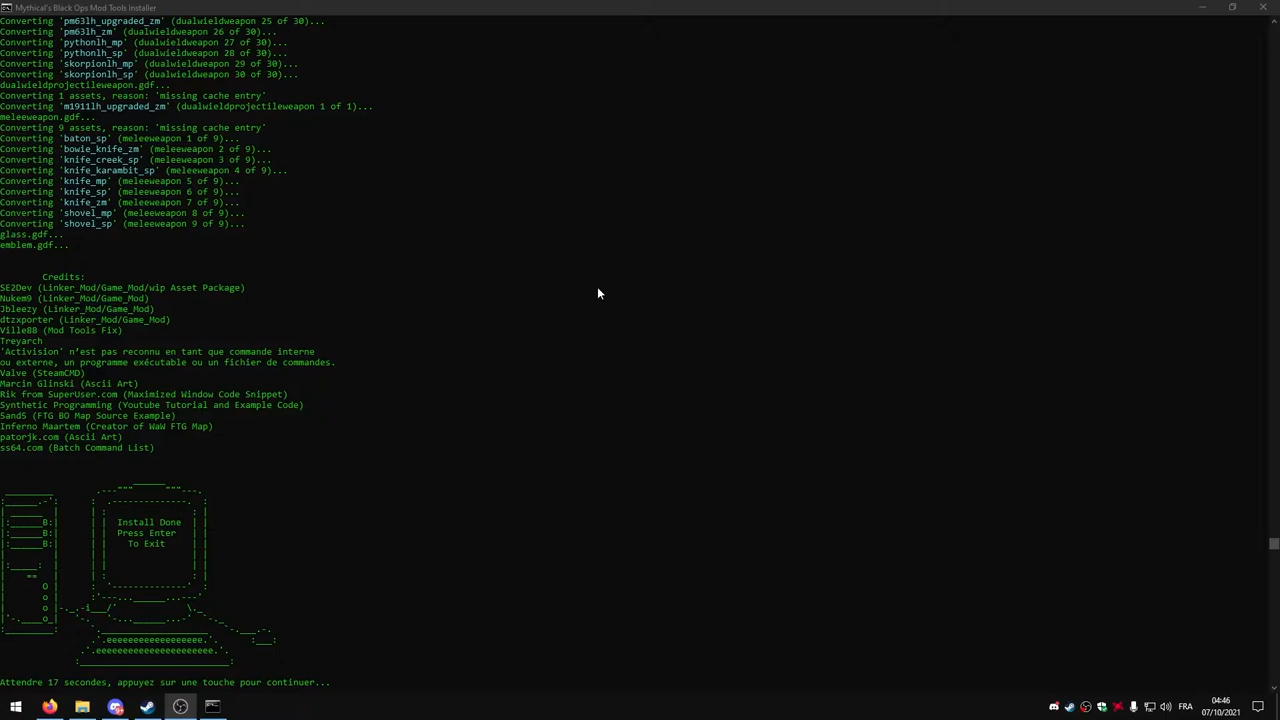 Mythical's Black Ops Mod Tools Installer
Converting 'pm63lh_upgraded_zm' (dualwieldweapon 25 of 30)...
Converting 'pm63lh_zm' (dualwieldweapon 26 of 30)...
Converting 'pythonlh_mp' (dualwieldweapon 27 of 30)...
Converting 'pythonlh_sp' (dualwieldweapon 28 of 30)...
Converting 'skorpionlh_mp' (dualwieldweapon 29 of 30)...
Converting 'skorpionlh_sp' (dualwieldweapon 30 of 30)...
dualwieldprojectileweapon.gdf...
Converting 1 assets, reason: 'missing cache entry'
Converting 'm1911lh_upgraded_zm' (dualwieldprojectileweapon 1 of 1)...
meleeweapon.gdf...
Converting 9 assets, reason: 'missing cache entry'
Converting 'baton_sp' (meleeweapon 1 of 9)...
Converting 'bowie_knife_zm' (meleeweapon 2 of 9)...
Converting 'knife_creek_sp' (meleeweapon 3 of 9)...
Converting 'knife_karambit_sp' (meleeweapon 4 of 9)...
Converting 'knife_mp' (meleeweapon 5 of 9)...
Converting 'knife_sp' (meleeweapon 6 of 9)...
Converting 'knife_zm' (meleeweapon 7 of 9)...
Converting 'shovel_mp' (meleeweapon 8 of 9)...
Converting 'shovel_sp' (meleeweapon 9 of 9)...
glass.gdf...
emblem.gdf...
Credits:
SE2Dev (Linker_Mod/Game_Mod/wip Asset Package)
Nukem9 (Linker_Mod/Game_Mod)
Jbleezy (Linker_Mod/Game_Mod)
dtzxporter (Linker_Mod/Game_Mod)
Ville88 (Mod Tools Fix)
Treyarch
'Activision' n'est pas reconnu en tant que commande interne
ou externe, un programme exécutable ou un fichier de commandes.
Valve (SteamCMD)
Marcin Glinski (Ascii Art)
Rik from SuperUser.com (Maximized Window Code Snippet)
Synthetic Programming (Youtube Tutorial and Example Code)
Sand5 (FTG BO Map Source Example)
Inferno Maartem (Creator of WaW FTG Map)
patorjk.com (Ascii Art)
ss64.com (Batch Command List)
Install Done
Press Enter
To Exit
Attendre 17 secondes, appuyez sur une touche pour continuer...
FRA
04:46
07/10/2021